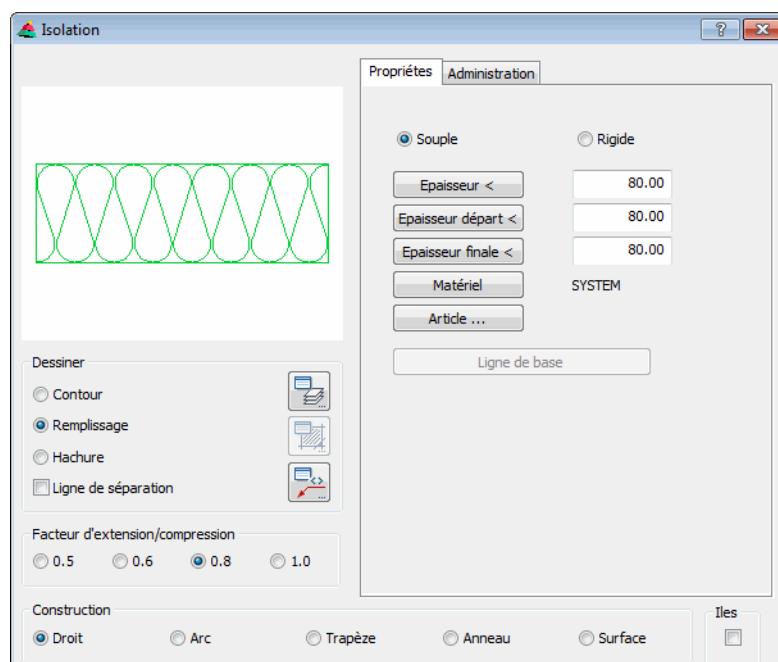 Isolation
Propriétes
Administration
Souple
Rigide
Epaisseur <
80.00
Epaisseur départ <
80.00
Epaisseur finale <
80.00
Matériel
SYSTEM
Article ...
Ligne de base
Dessiner
Contour
Remplissage
Hachure
Ligne de séparation
Facteur d'extension/compression
0.5
0.6
0.8
1.0
Construction
Droit
Arc
Trapèze
Anneau
Surface
Iles